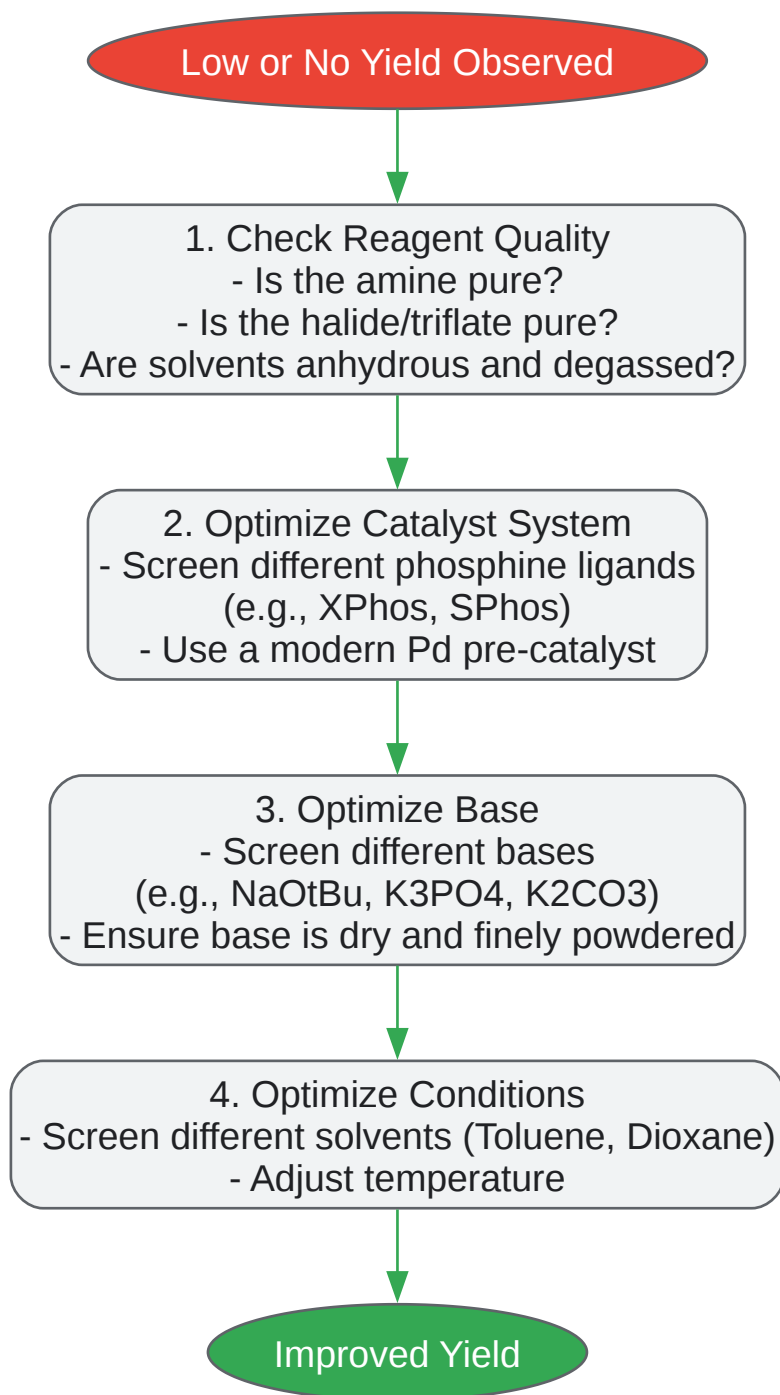 Low or No Yield Observed
1. Check Reagent Quality
- Is the amine pure?
- Is the halide/triflate pure?
- Are solvents anhydrous and degassed?
2. Optimize Catalyst System
- Screen different phosphine ligands
(e.g., XPhos, SPhos)
- Use a modern Pd pre-catalyst
3. Optimize Base
- Screen different bases
(e.g., NaOtBu, K3PO4, K2CO3)
- Ensure base is dry and finely powdered
4. Optimize Conditions
- Screen different solvents (Toluene, Dioxane)
- Adjust temperature
Improved Yield